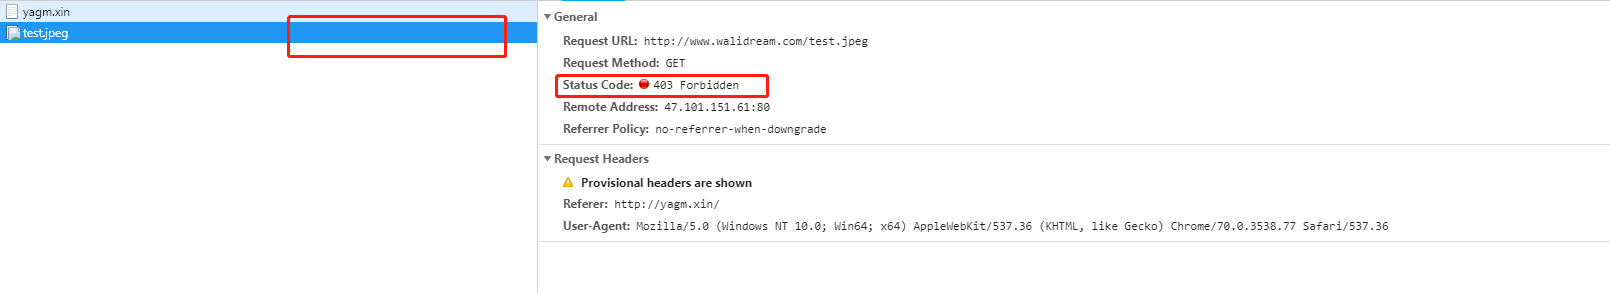 yagm.xin
test.jpeg
General
Request URL: http://www.walidream.com/test.jpeg
Request Method: GET
Status Code: 403 Forbidden
Remote Address: 47.101.151.61:80
Referrer Policy: no-referrer-when-downgrade
Request Headers
Provisional headers are shown
Referer: http://yagm.xin/
User-Agent: Mozilla/5.0 (Windows NT 10.0; Win64; x64) AppleWebKit/537.36 (KHTML, like Gecko) Chrome/70.0.3538.77 Safari/537.36